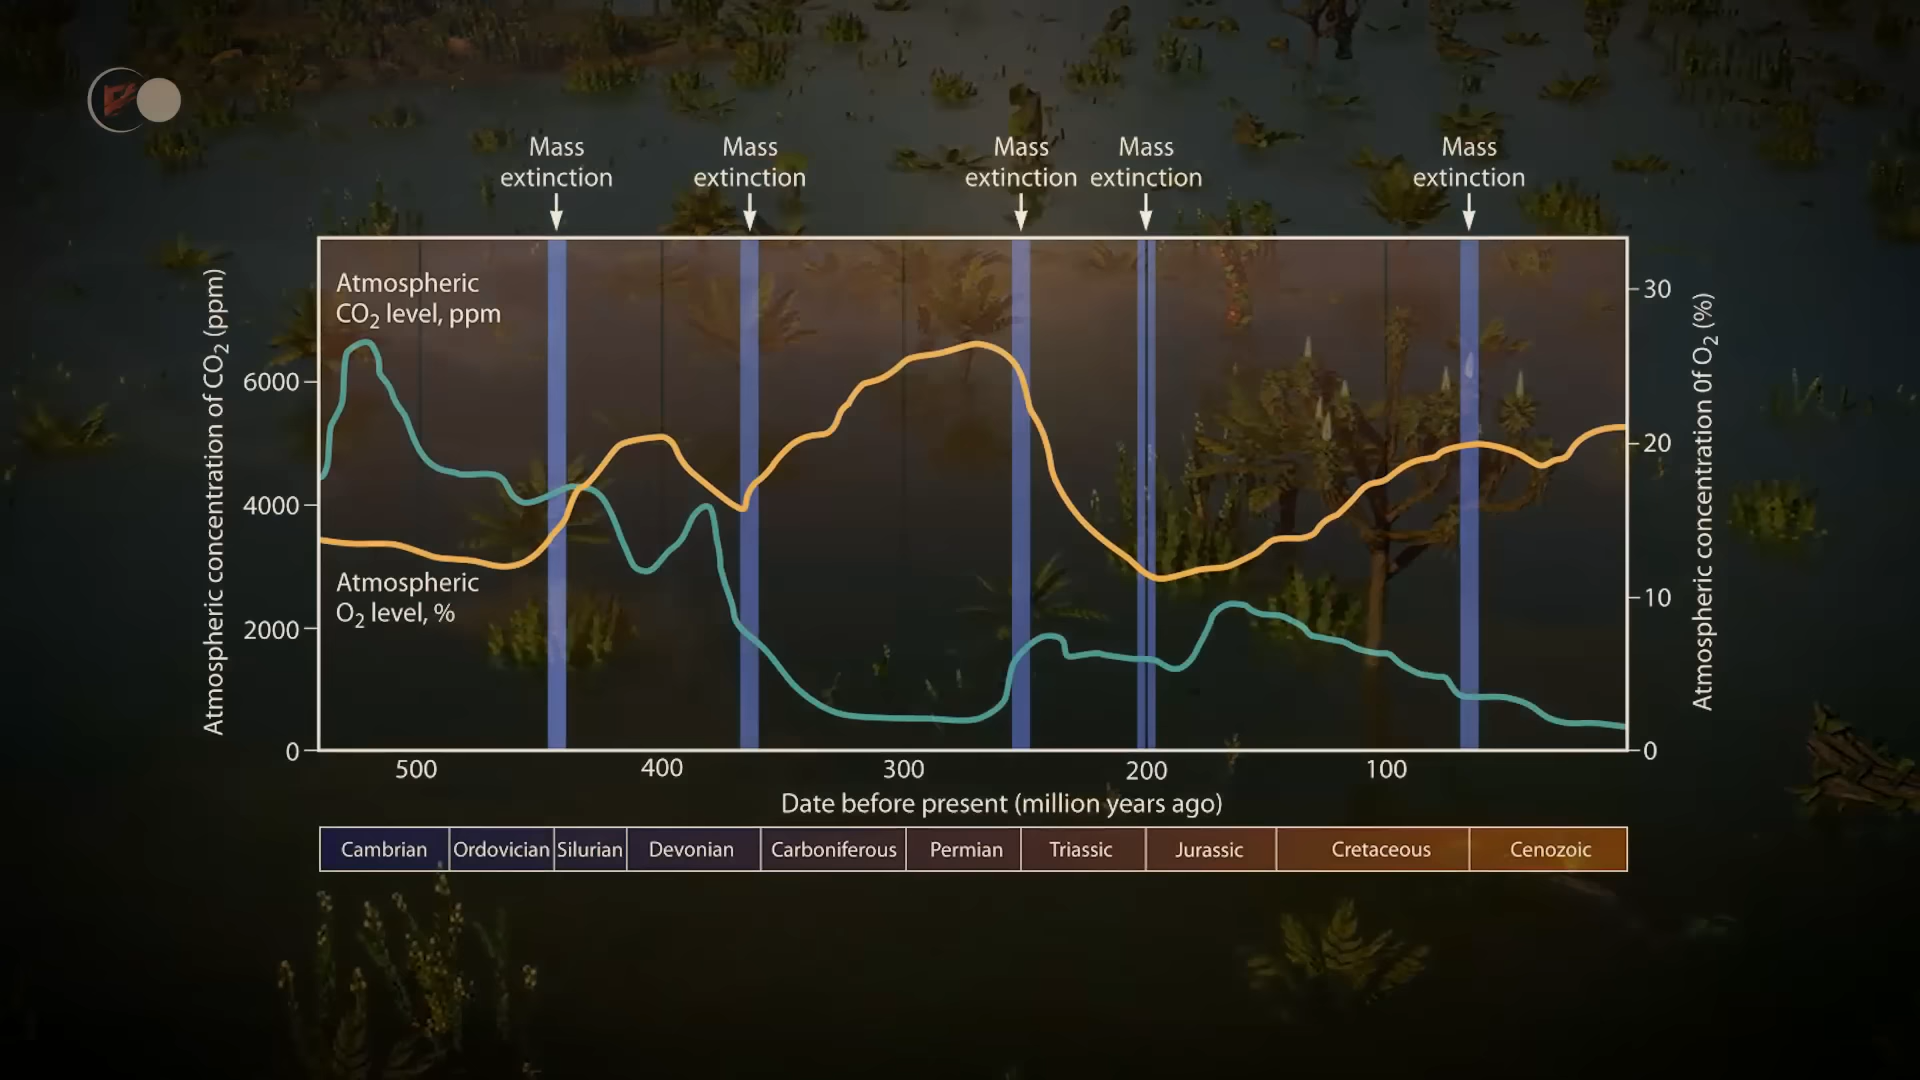 Mass
extinction
Mass
extinction
Mass
extinction
Mass
extinction
Mass
extinction
Atmospheric concentration of CO₂ (ppm)
6000
4000
2000
0
Atmospheric
CO₂ level, ppm
Atmospheric
O₂ level, %
30
20
10
0
Atmospheric concentration of O₂ (%)
500 400 300 200 100
Date before present (million years ago)
Cambrian Ordovician Silurian Devonian Carboniferous Permian Triassic Jurassic Cretaceous Cenozoic